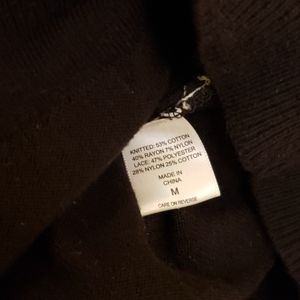 KNITTED: 53% COTTON
40% RAYON 7% NYLON
LACE: 47% POLYESTER
28% NYLON 25% COTTON
MADE IN
CHINA
M
CARE ON REVERSE